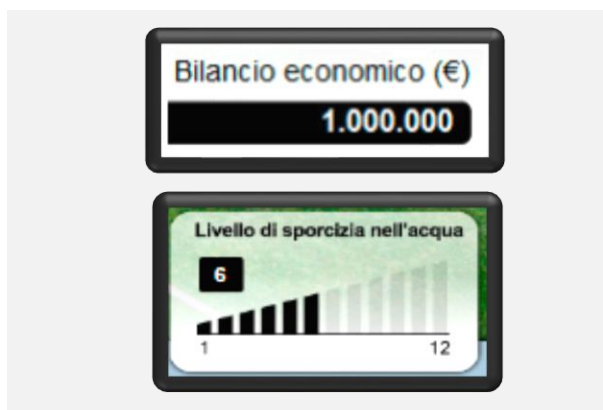 Bilancio economico (€)
1.000.000
Livello di sporcizia nell'acqua
6
1 12